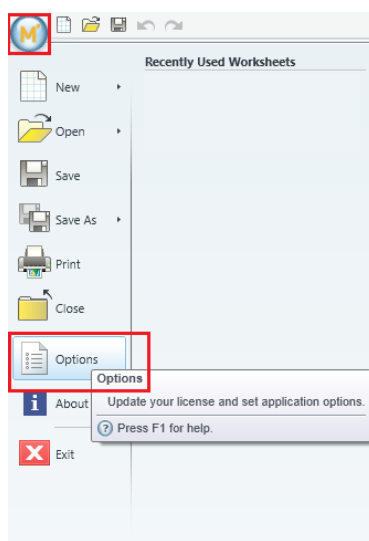 M
Recently Used Worksheets
New
Open
Save
Save As
Print
Close
Options
Options
About
Update your license and set application options.
Press F1 for help.
Exit